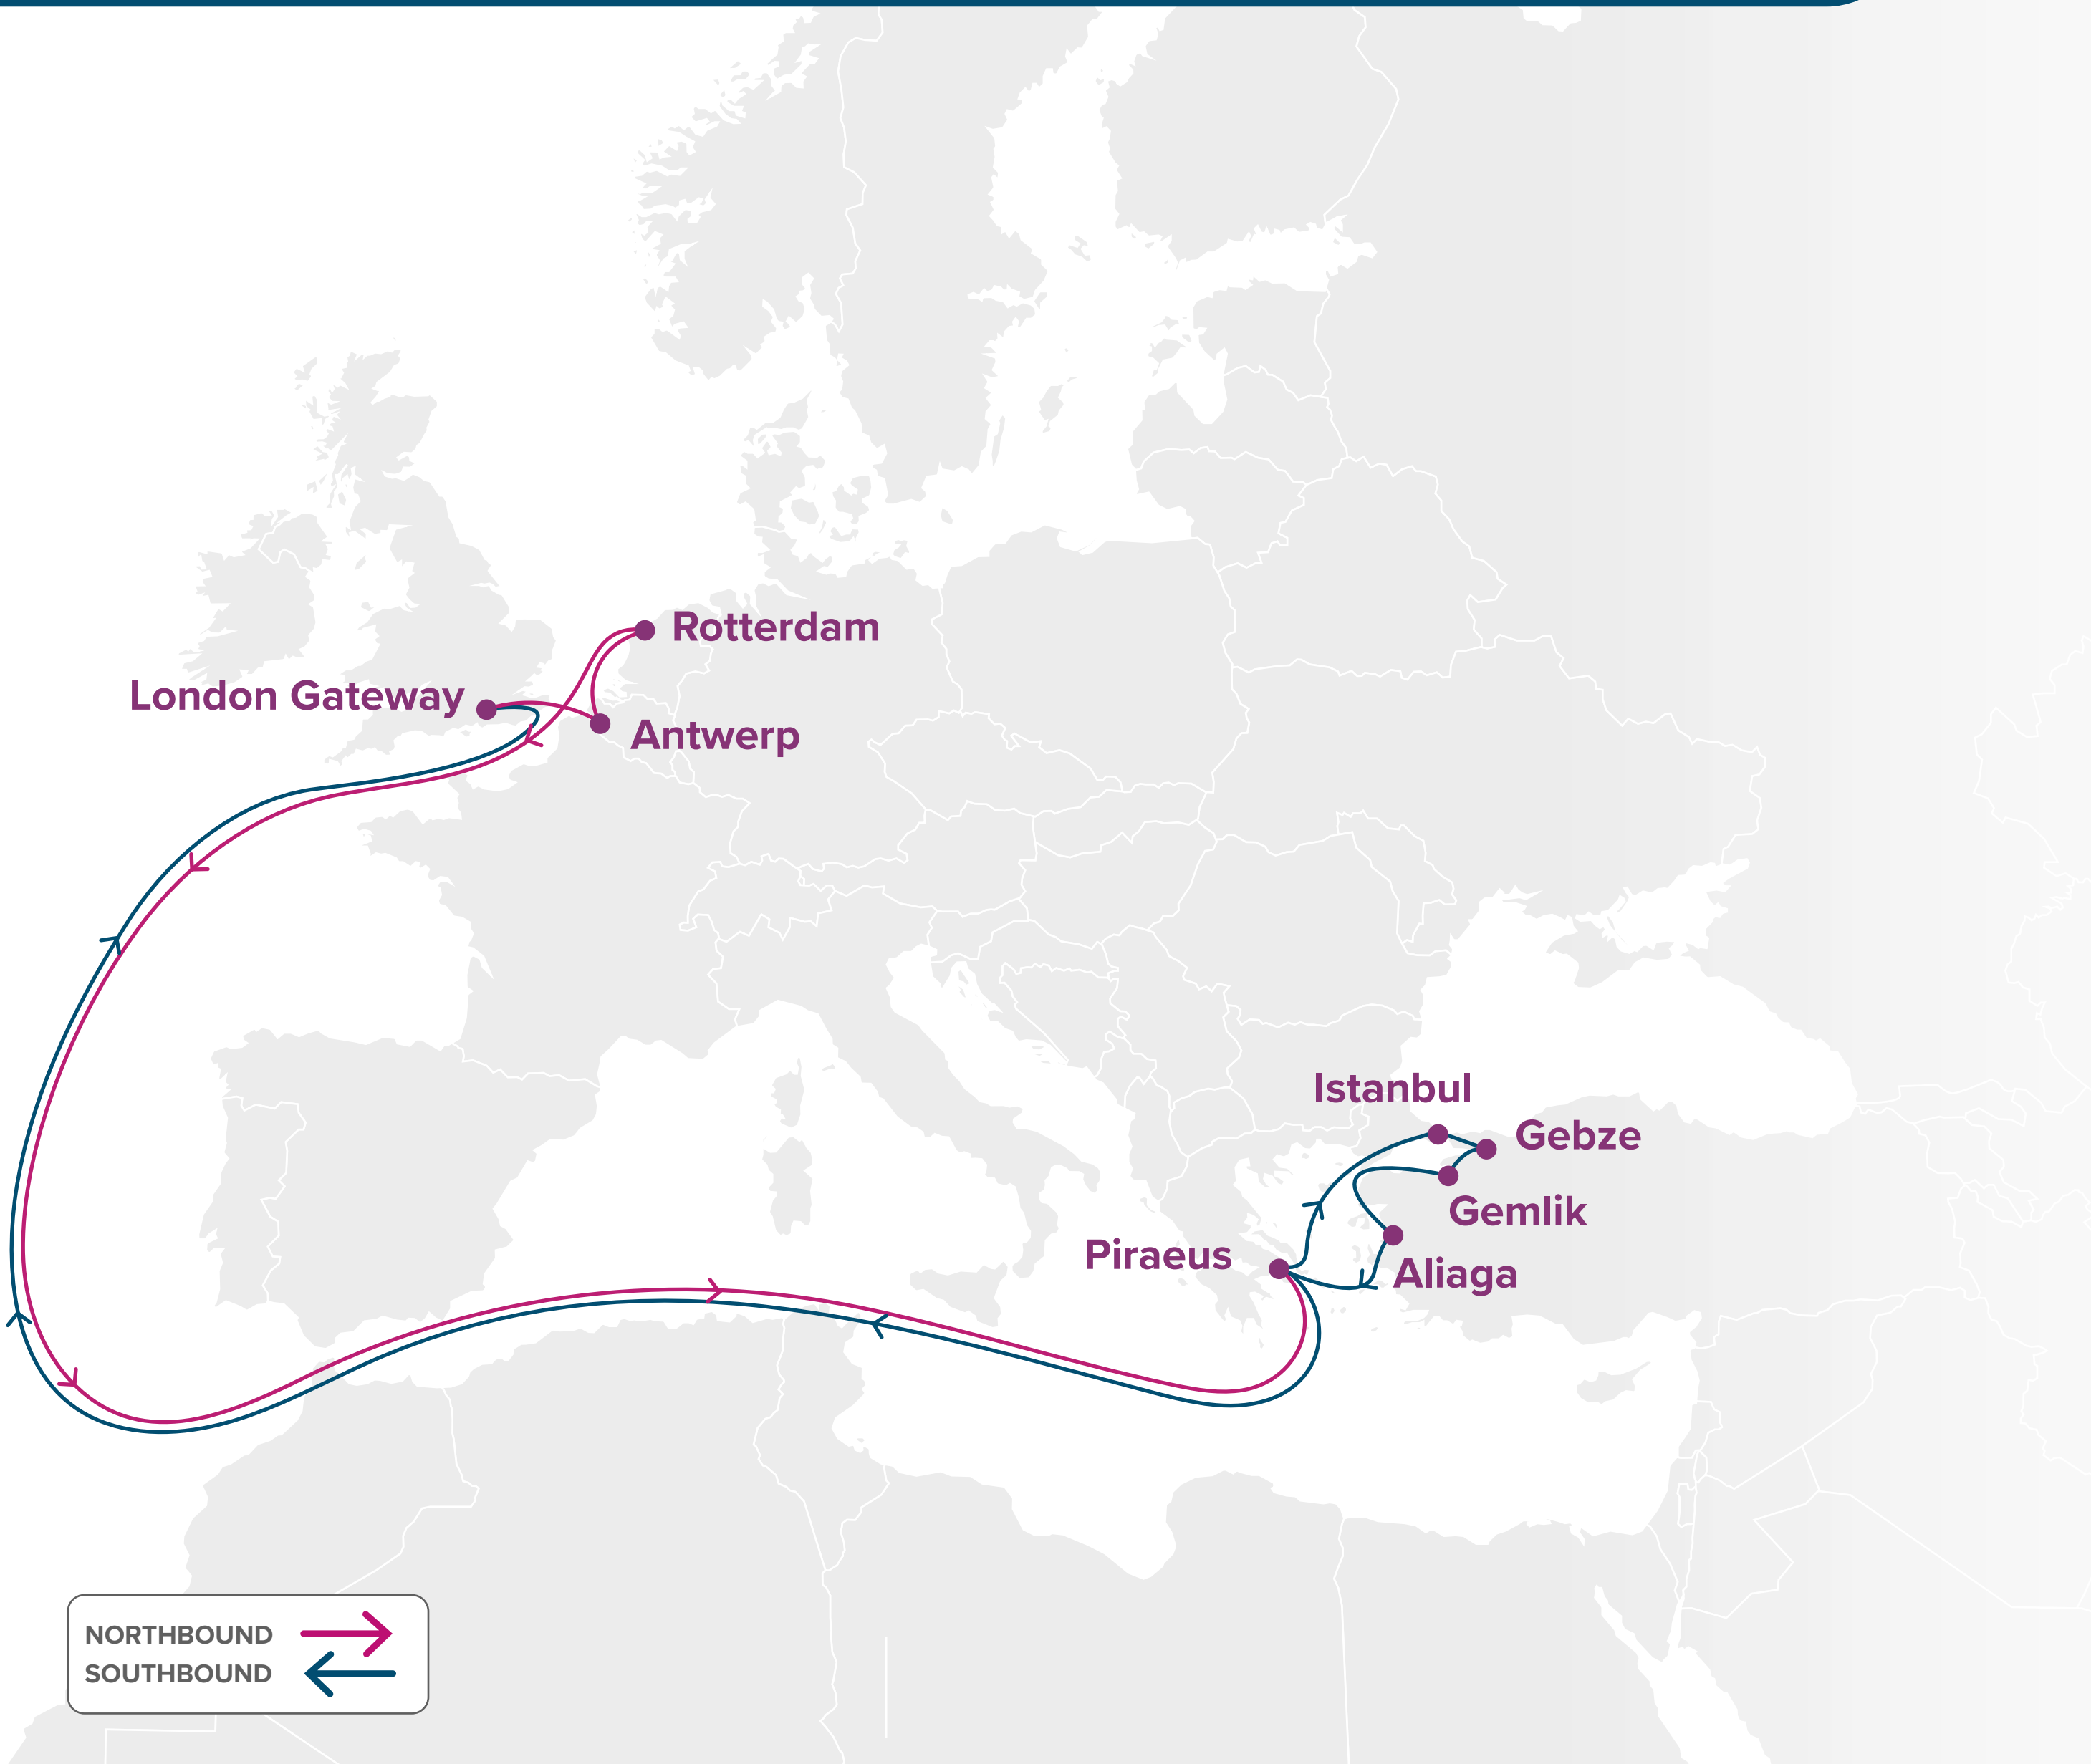 Rotterdam
London Gateway
Antwerp
Istanbul
Gebze
Gemlik
Piraeus
Aliaga
NORTHBOUND
SOUTHBOUND